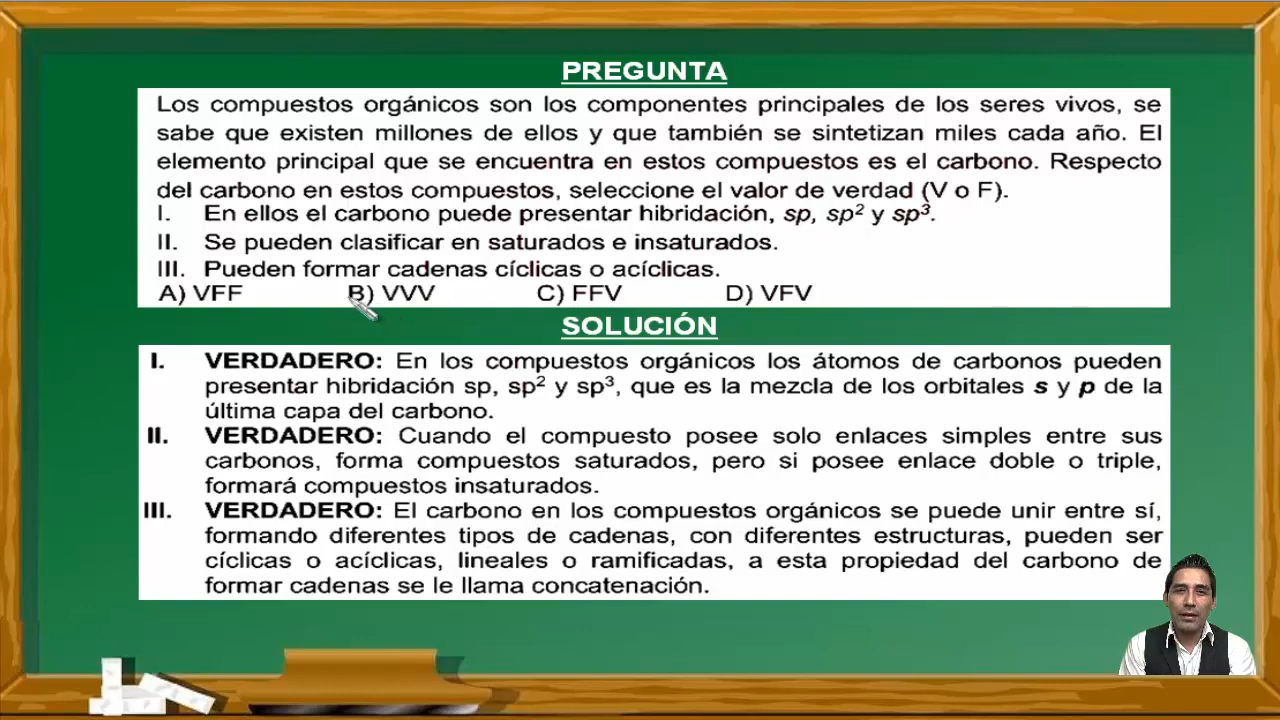 PREGUNTA
Los compuestos orgánicos son los componentes principales de los seres vivos, se
sabe que existen millones de ellos y que también se sintetizan miles cada año. El
elemento principal que se encuentra en estos compuestos es el carbono. Respecto
del carbono en estos compuestos, seleccione el valor de verdad (V o F).
I. En ellos el carbono puede presentar hibridación, sp, sp² y sp³.
II. Se pueden clasificar en saturados e insaturados.
III. Pueden formar cadenas cíclicas o acíclicas.
A) VFF B) VVV C) FFV D) VFV
SOLUCIÓN
I. VERDADERO: En los compuestos orgánicos los átomos de carbonos pueden
presentar hibridación sp, sp² y sp³, que es la mezcla de los orbitales s y p de la
última capa del carbono.
II. VERDADERO: Cuando el compuesto posee solo enlaces simples entre sus
carbonos, forma compuestos saturados, pero si posee enlace doble o triple,
formará compuestos insaturados.
III. VERDADERO: El carbono en los compuestos orgánicos se puede unir entre sí,
formando diferentes tipos de cadenas, con diferentes estructuras, pueden ser
cíclicas o acíclicas, lineales o ramificadas, a esta propiedad del carbono de
formar cadenas se le llama concatenación.